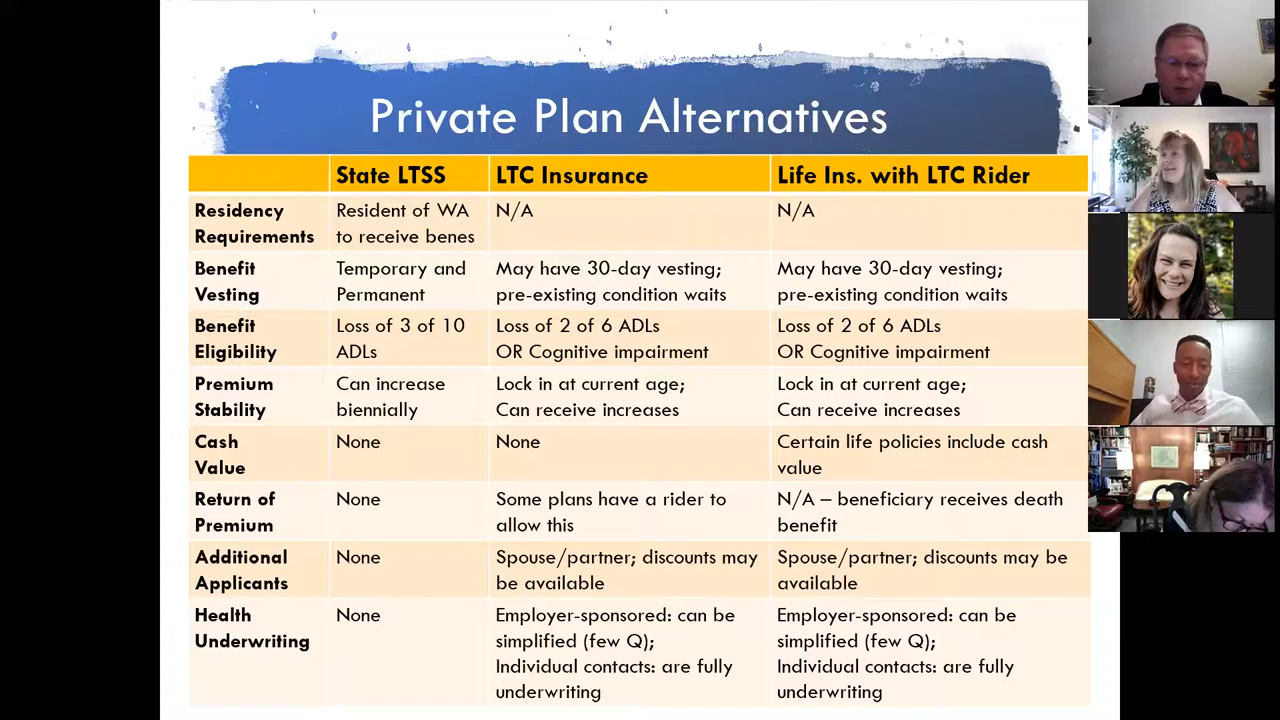 Private Plan Alternatives
State LTSS LTC Insurance Life Ins. with LTC Rider
Residency Requirements
Resident of WA to receive benes
N/A
N/A
Benefit Vesting
Temporary and Permanent
May have 30-day vesting;
pre-existing condition waits
May have 30-day vesting;
pre-existing condition waits
Benefit Eligibility
Loss of 3 of 10 ADLs
Loss of 2 of 6 ADLs
OR Cognitive impairment
Loss of 2 of 6 ADLs
OR Cognitive impairment
Premium Stability
Can increase biennially
Lock in at current age;
Can receive increases
Lock in at current age;
Can receive increases
Cash
Value
None
None
Certain life policies include cash
value
Return of
Premium
None
Some plans have a rider to
allow this
N/A – beneficiary receives death
benefit
Additional
Applicants
None
Spouse/partner; discounts may
be available
Spouse/partner; discounts may be
available
Health
Underwriting
None
Employer-sponsored: can be
simplified (few Q);
Individual contacts: are fully
underwriting
Employer-sponsored: can be
simplified (few Q);
Individual contacts: are fully
underwriting